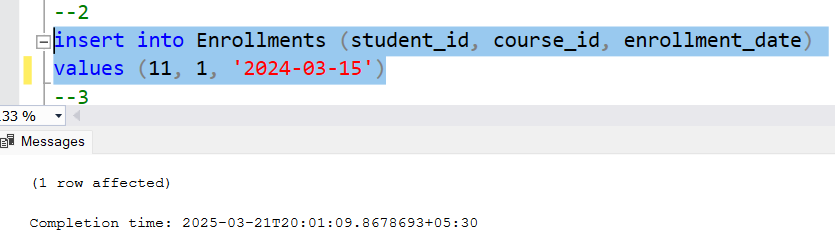 --2
insert into Enrollments (student_id, course_id, enrollment_date)
values (11, 1, '2024-03-15')
--3
.33 %
Messages
(1 row affected)
Completion time: 2025-03-21T20:01:09.8678693+05:30